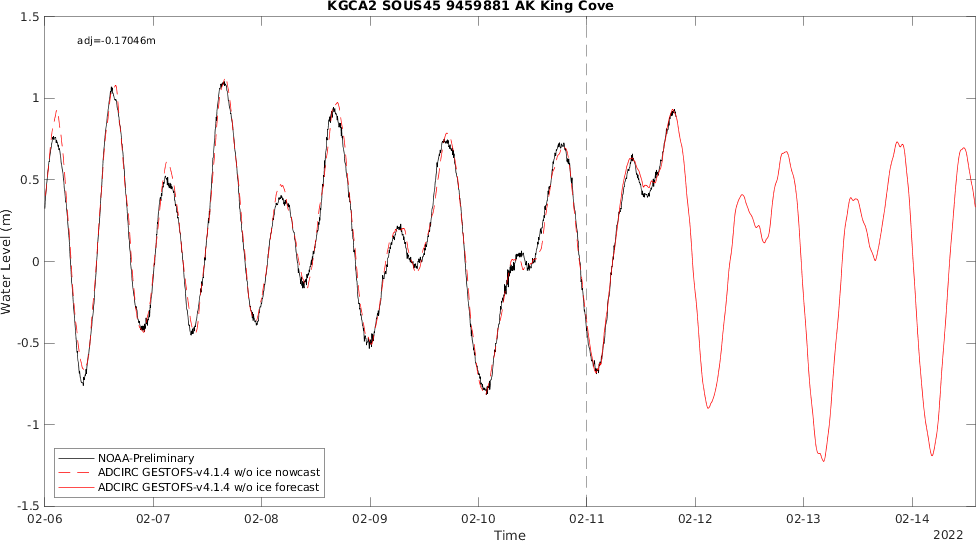 KGCA2 SOUS45 9459881 AK King Cove
adj=-0.17046m
1.5
1
0.5
0
-0.5
-1
-1.5
Water Level (m)
NOAA-Preliminary
ADCIRC GESTOFS-v4.1.4 w/o ice nowcast
ADCIRC GESTOFS-v4.1.4 w/o ice forecast
02-06 02-07 02-08 02-09 02-10 02-11 02-12 02-13 02-14
Time
2022